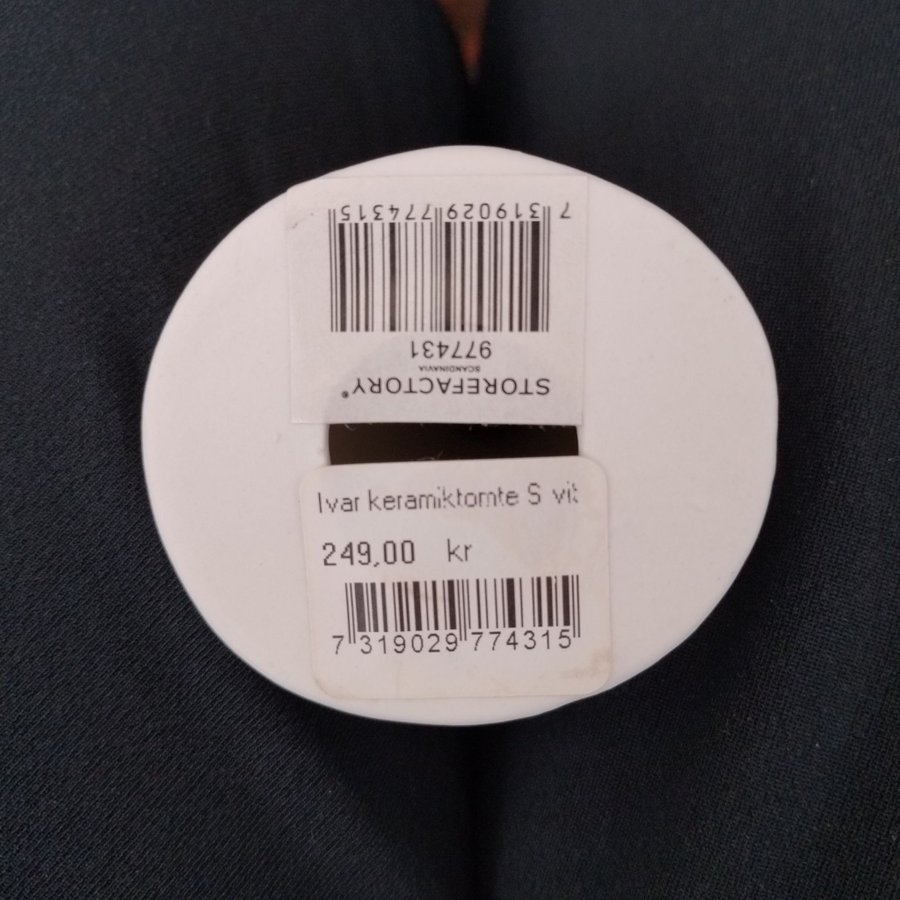 7 319029 774315
977431
SCANDINAVIA
STOREFACTORY®
Ivar keramiktomte S vit
249,00 kr
7 319029 774315